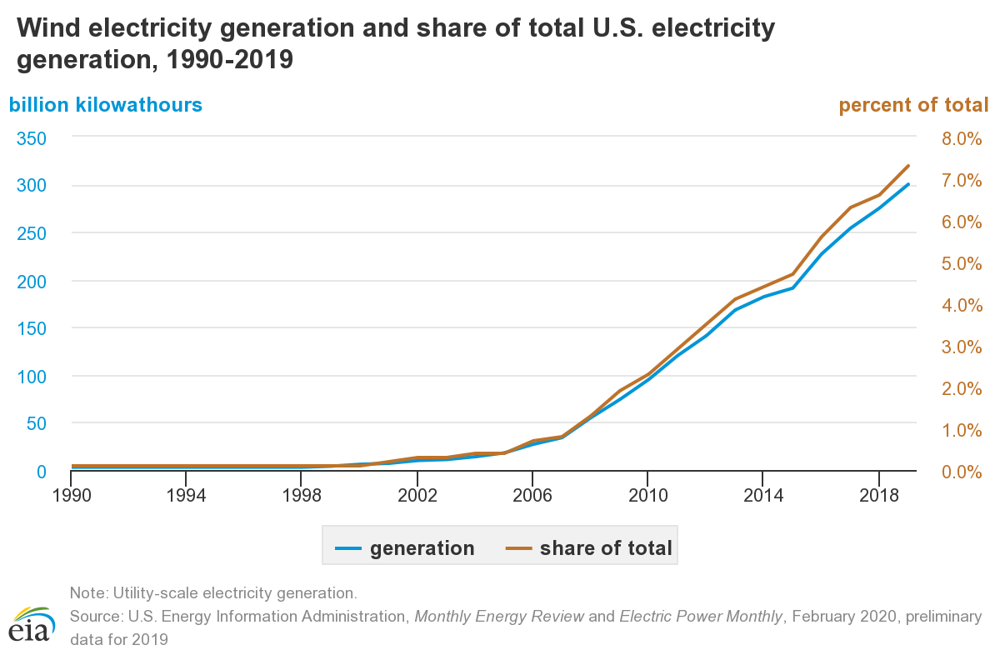 Wind electricity generation and share of total U.S. electricity
generation, 1990-2019
billion kilowathours
percent of total
350
300
250
200
150
100
50
0
8.0%
7.0%
6.0%
5.0%
4.0%
3.0%
2.0%
1.0%
0.0%
1990 1994 1998 2002 2006 2010 2014 2018
generation share of total
Note: Utility-scale electricity generation.
Source: U.S. Energy Information Administration, Monthly Energy Review an Electric Power Monthly, February 2020, preliminary
data for 2019
eia